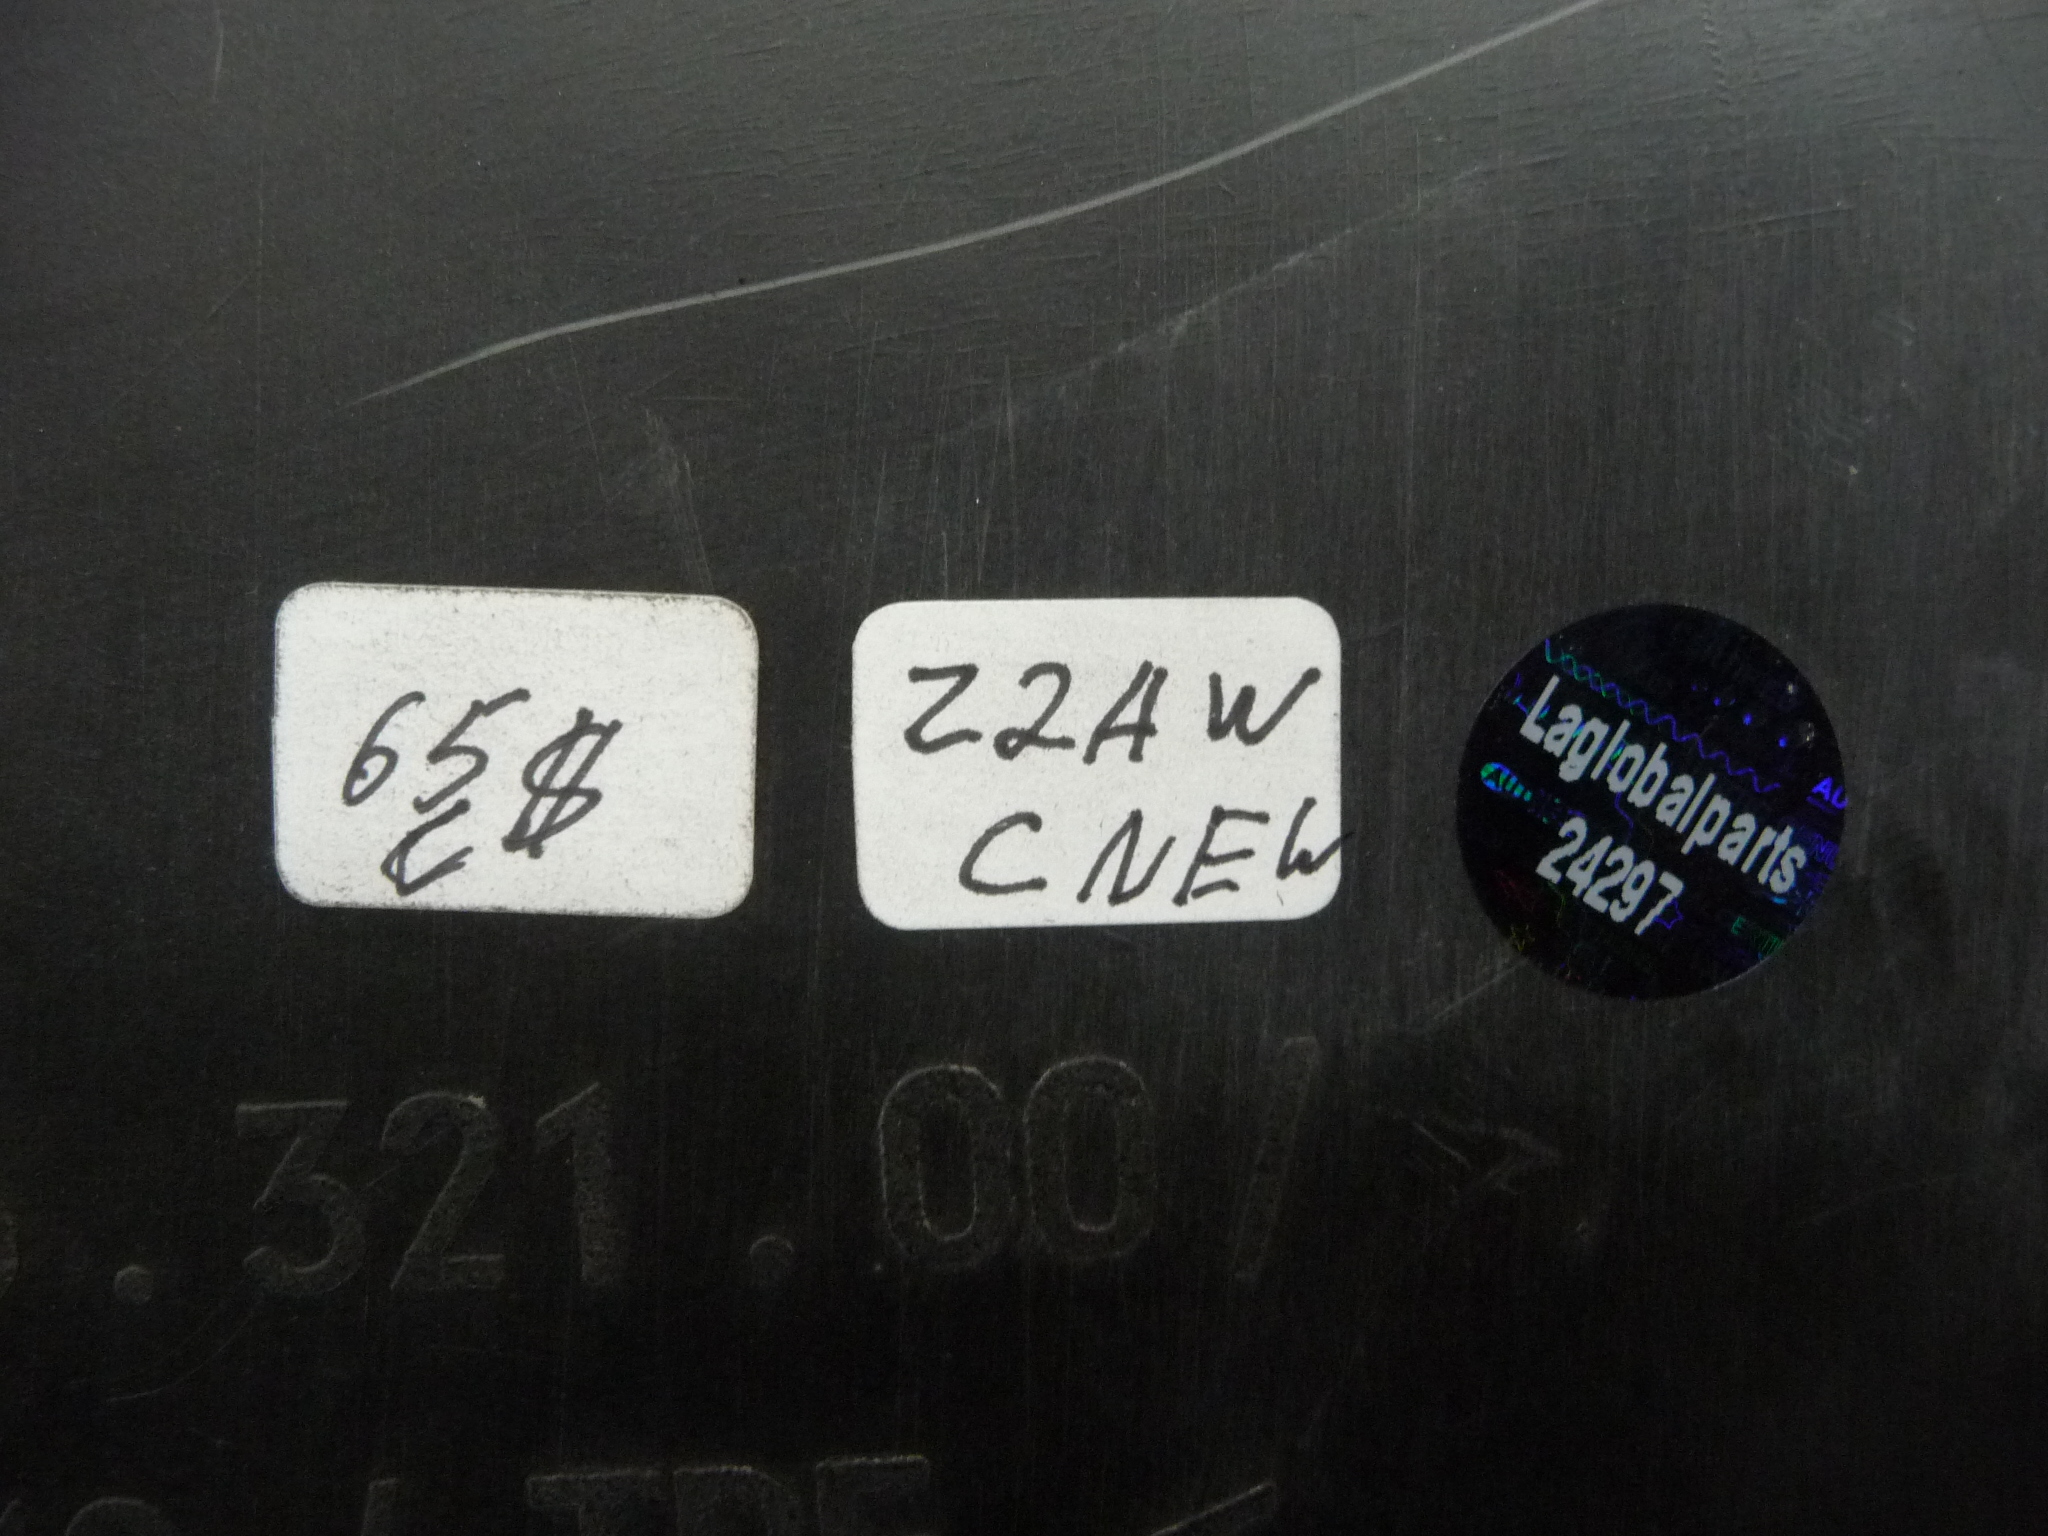 65$
C
Z2AW
CNEW
Laglobalparts
24297
.321.00